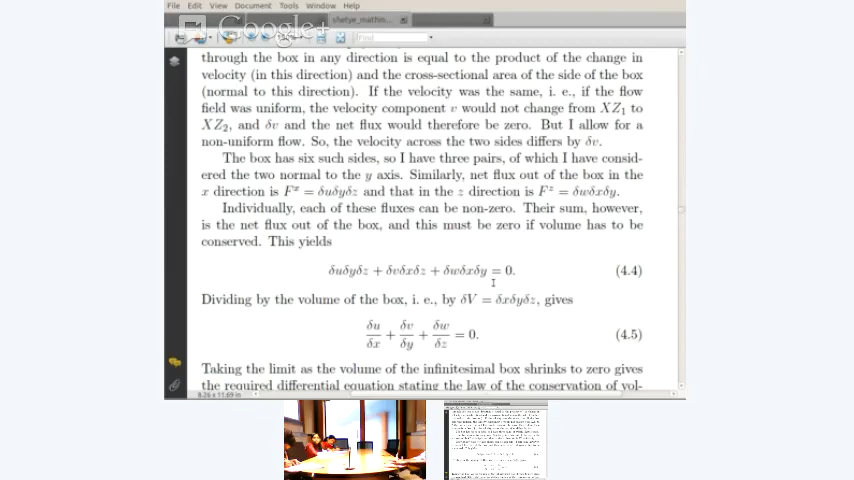 File Edit View Document Tools Window Help
shetye_mathm...
Google+
Find
through the box in any direction is equal to the product of the change in
velocity (in this direction) and the cross-sectional area of the side of the box
(normal to this direction). If the velocity was the same, i. e., if the flow
field was uniform, the velocity component v would not change from XZ₁ to
XZ₂, and δv and the net flux would therefore be zero. But I allow for a
non-uniform flow. So, the velocity across the two sides differs by δv.
The box has six such sides, so I have three pairs, of which I have consid-
ered the two normal to the y axis. Similarly, net flux out of the box in the
x direction is Fˣ = δuδyδz and that in the z direction is Fᶻ = δwδxδy.
Individually, each of these fluxes can be non-zero. Their sum, however,
is the net flux out of the box, and this must be zero if volume has to be
conserved. This yields
δuδyδz + δvδxδz + δwδxδy = 0. (4.4)
Dividing by the volume of the box, i. e., by δV = δxδyδz, gives
δu/δx + δv/δy + δw/δz = 0. (4.5)
Taking the limit as the volume of the infinitesimal box shrinks to zero gives
the required differential equation stating the law of the conservation of vol-
8.26 x 11.69 in